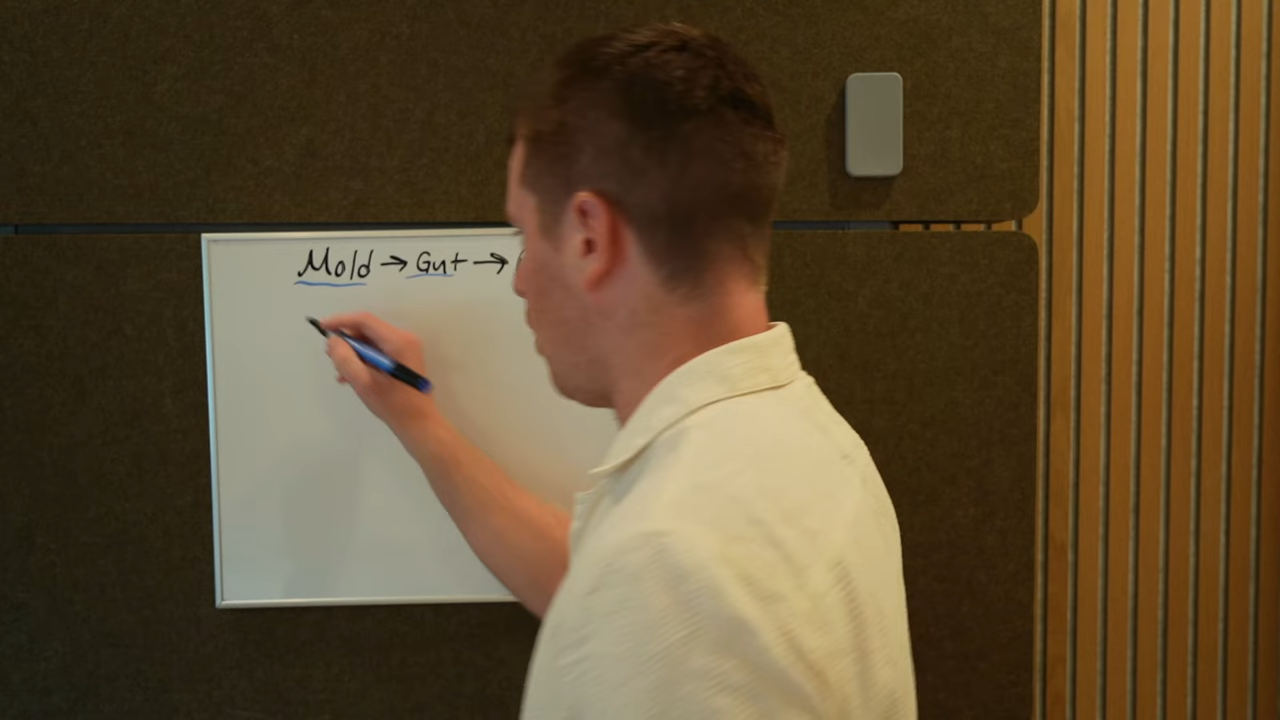 Mold → Gut →